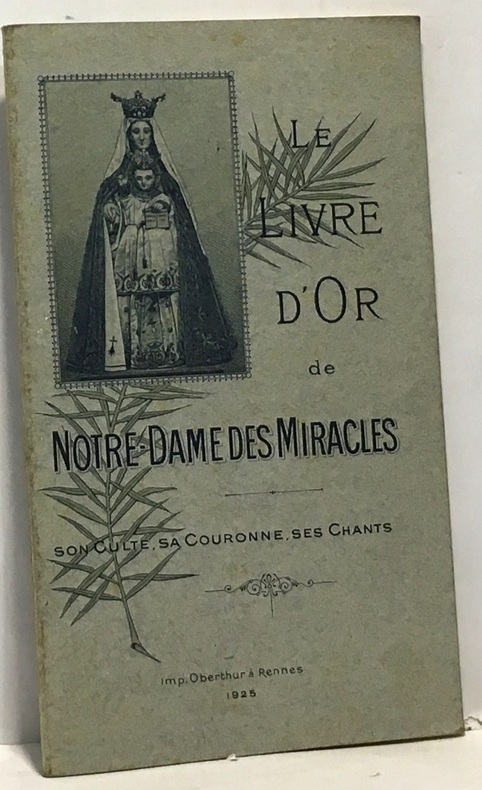 Le
Livre
d'Or
de
Notre-Dame des Miracles
son Culte, sa Couronne, ses Chants
Imp. Oberthur à Rennes
1925